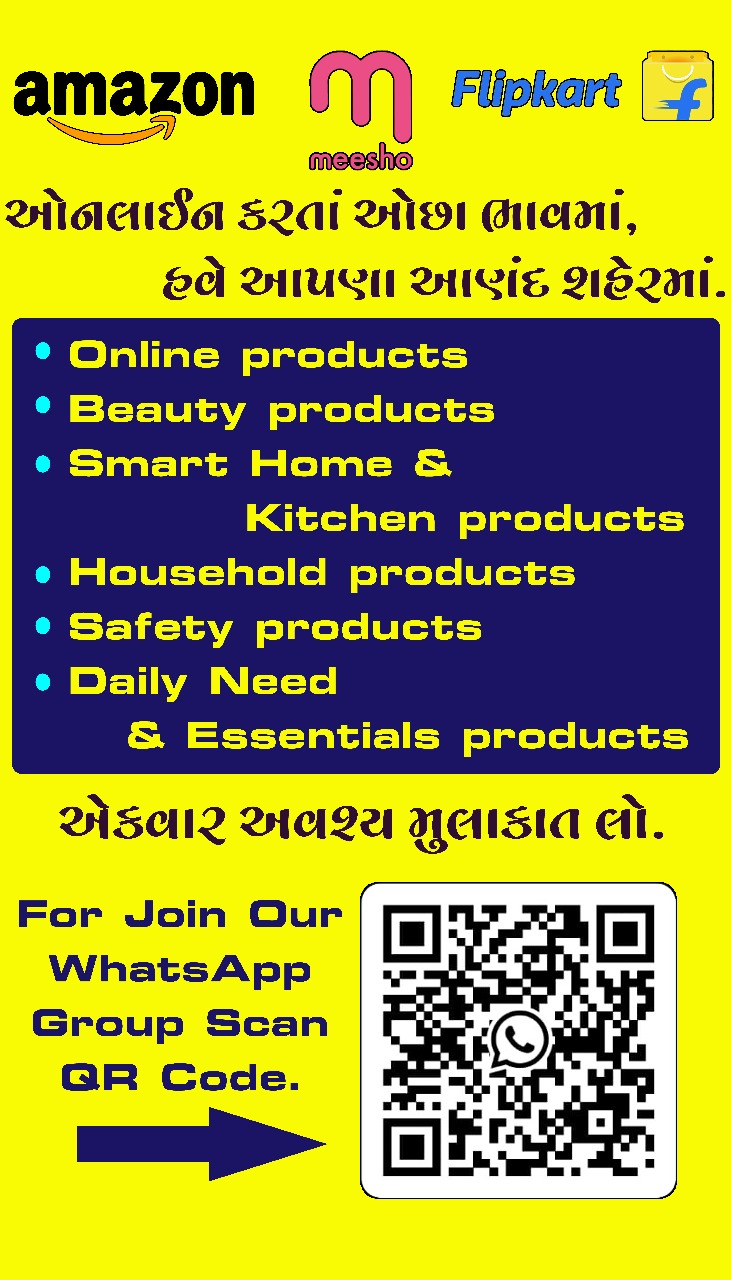 amazon meesho Flipkart
ઓનલાઈન કરતાં ઓછા ભાવમાં,
હવે આપણા આણંદ શહેરમાં.
• Online products
• Beauty products
• Smart Home &
Kitchen products
• Household products
• Safety products
• Daily Need
& Essentials products
એકવાર અવશ્ય મુલાકાત લો.
For Join Our
WhatsApp
Group Scan
QR Code.